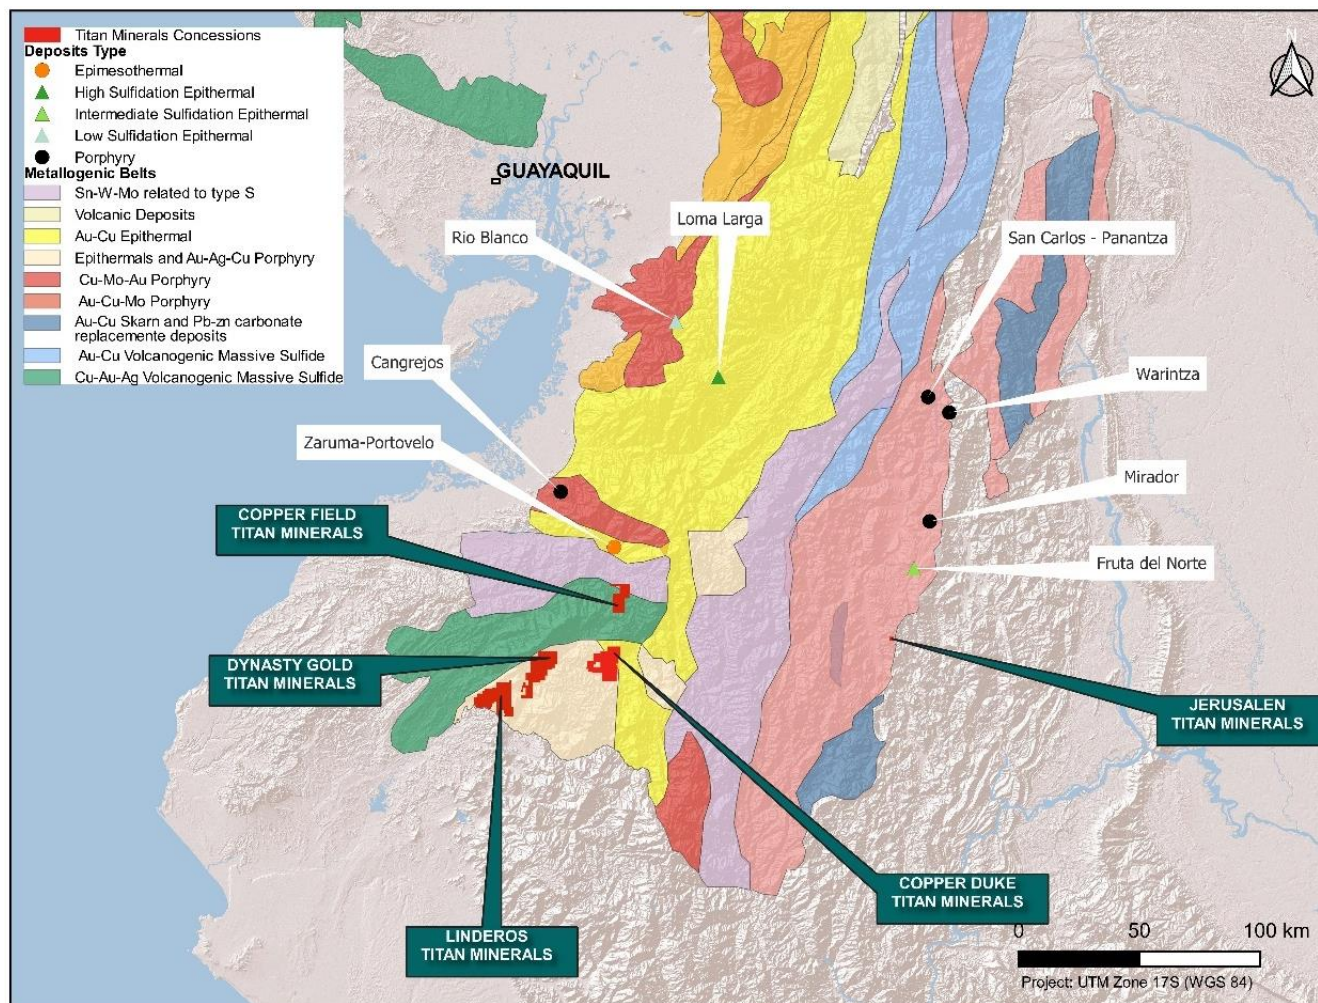 Titan Minerals Concessions
Deposits Type
Epimesothermal
High Sulfidation Epithermal
Intermediate Sulfidation Epithermal
Low Sulfidation Epithermal
Porphyry
Metallogenic Belts
Sn-W-Mo related to type S
Volcanic Deposits
Au-Cu Epithermal
Epithermals and Au-Ag-Cu Porphyry
Cu-Mo-Au Porphyry
Au-Cu-Mo Porphyry
Au-Cu Skarn and Pb-zn carbonate
replacemente deposits
Au-Cu Volcanogenic Massive Sulfide
Cu-Au-Ag Volcanogenic Massive Sulfide
N
GUAYAQUIL
Rio Blanco
Loma Larga
San Carlos - Panantza
Cangrejos
Warintza
Zaruma-Portovelo
Mirador
COPPER FIELD
TITAN MINERALS
Fruta del Norte
DYNASTY GOLD
TITAN MINERALS
JERUSALEN
TITAN MINERALS
COPPER DUKE
TITAN MINERALS
LINDEROS
TITAN MINERALS
0 50 100 km
Project: UTM Zone 17S (WGS 84)